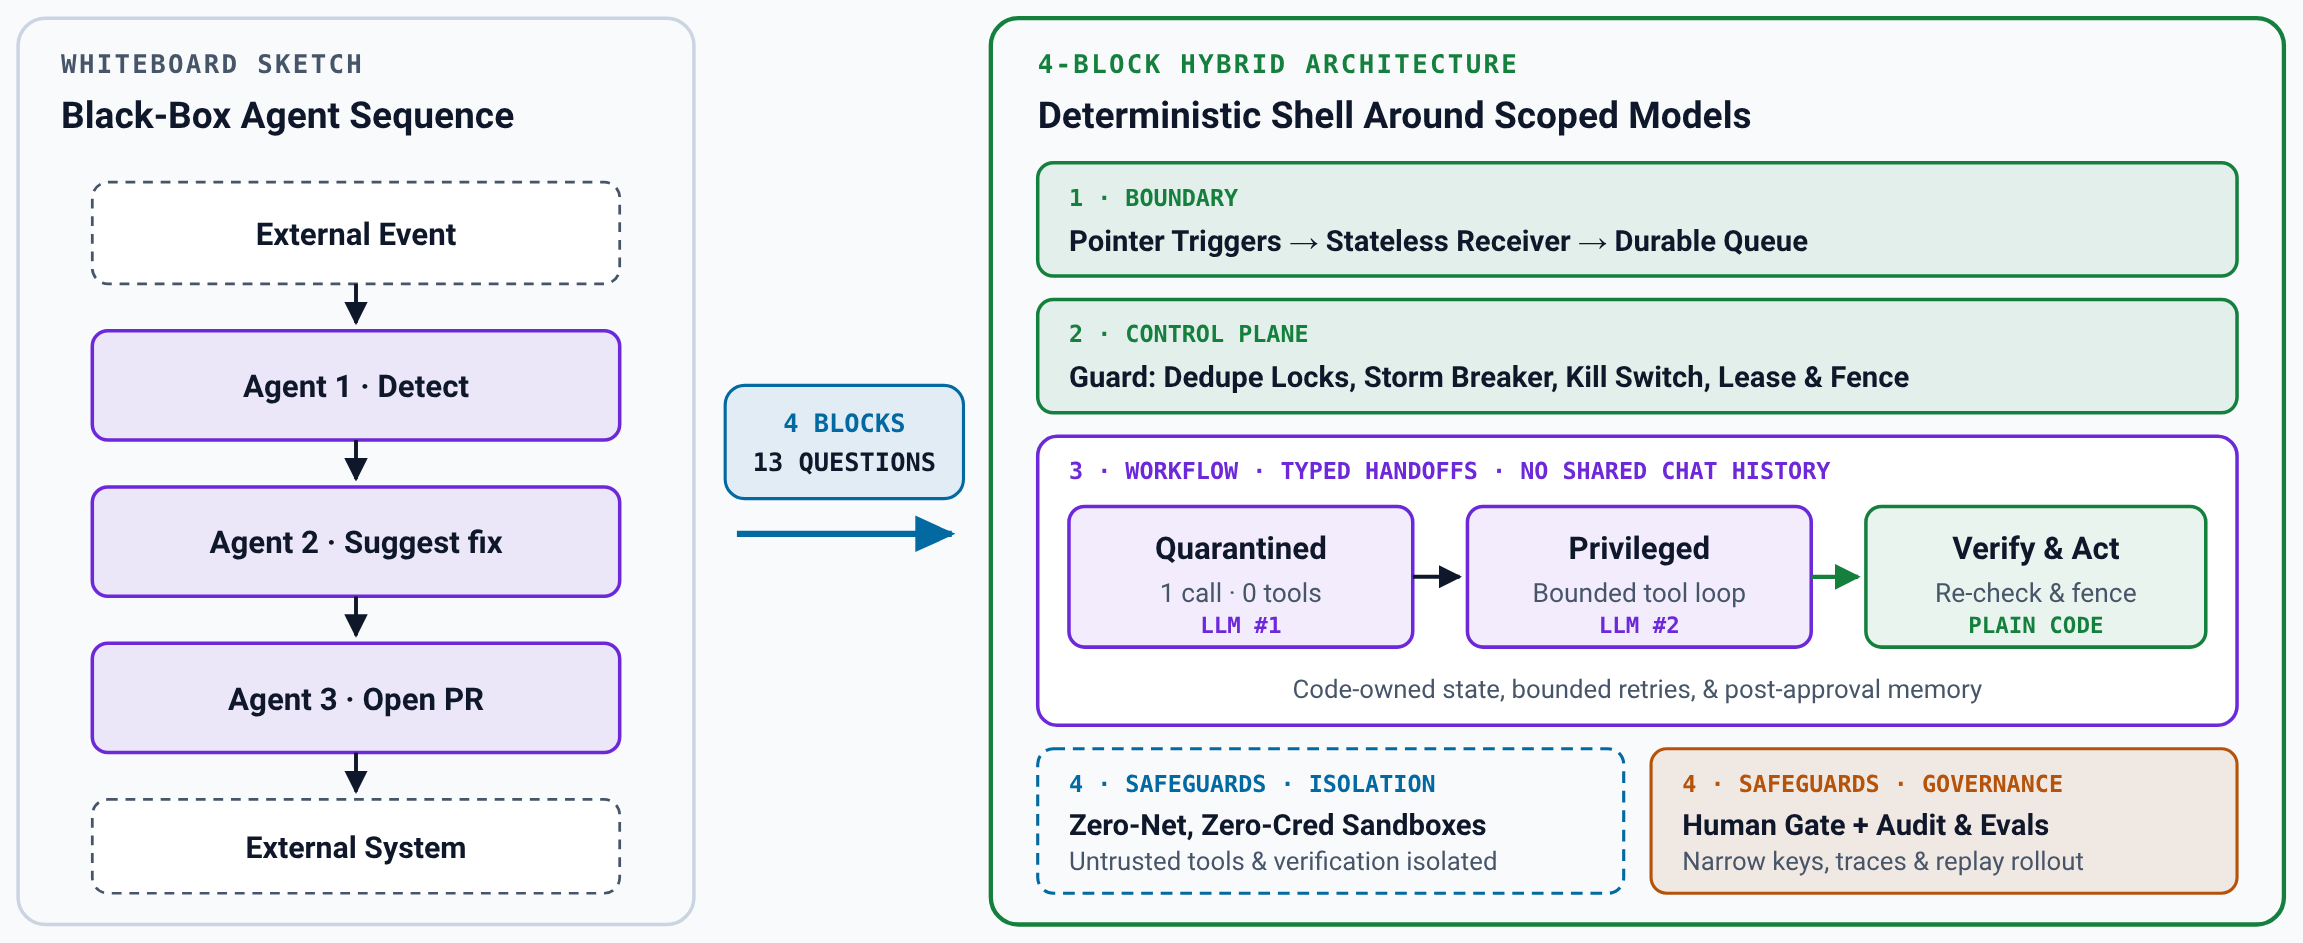 WHITEBOARD SKETCH
Black-Box Agent Sequence
External Event
Agent 1 · Detect
Agent 2 · Suggest fix
Agent 3 · Open PR
External System
4 BLOCKS
13 QUESTIONS
4-BLOCK HYBRID ARCHITECTURE
Deterministic Shell Around Scoped Models
1 · BOUNDARY
Pointer Triggers → Stateless Receiver → Durable Queue
2 · CONTROL PLANE
Guard: Dedupe Locks, Storm Breaker, Kill Switch, Lease & Fence
3 · WORKFLOW · TYPED HANDOFFS · NO SHARED CHAT HISTORY
Quarantined
1 call · 0 tools
LLM #1
Privileged
Bounded tool loop
LLM #2
Verify & Act
Re-check & fence
PLAIN CODE
Code-owned state, bounded retries, & post-approval memory
4 · SAFEGUARDS · ISOLATION
Zero-Net, Zero-Cred Sandboxes
Untrusted tools & verification isolated
4 · SAFEGUARDS · GOVERNANCE
Human Gate + Audit & Evals
Narrow keys, traces & replay rollout